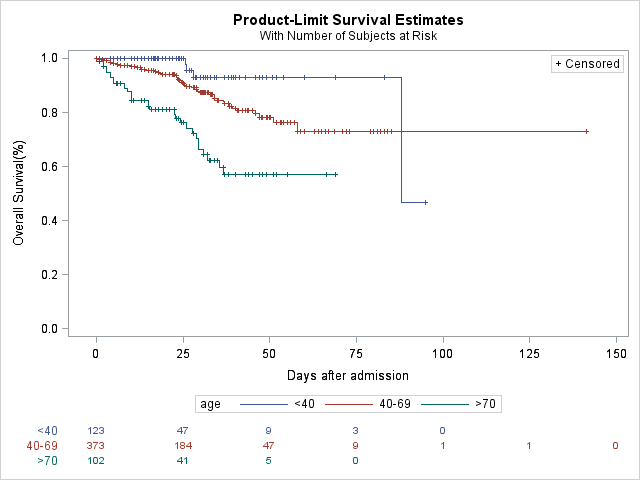 Product-Limit Survival Estimates
With Number of Subjects at Risk
+ Censored
1.0
0.8
0.6
0.4
0.2
0.0
Overall Survival(%)
0 25 50 75 100 125 150
Days after admission
age <40 40-69 >70
<40 123 47 9 3 0
40-69 373 184 47 9 1 1 0
>70 102 41 5 0